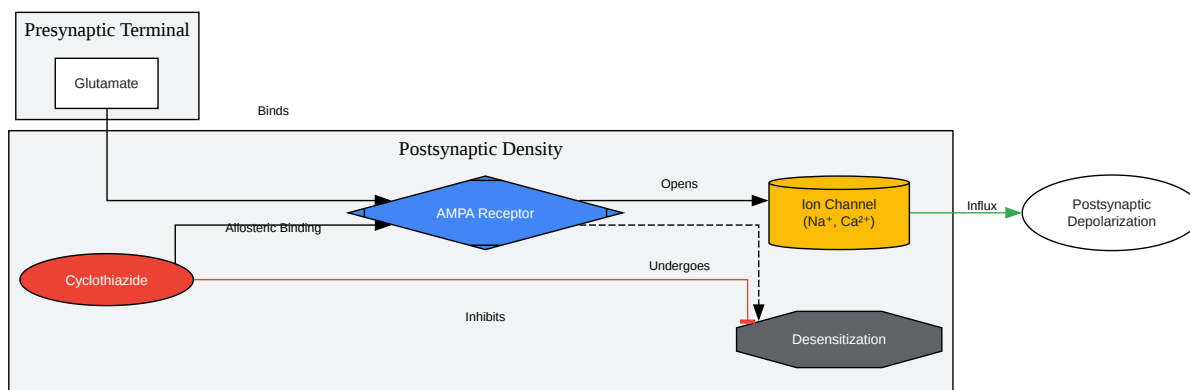 Presynaptic Terminal
Glutamate
Binds
Postsynaptic Density
Opens
AMPA Receptor
Ion Channel
(Na⁺, Ca²⁺)
Influx
Postsynaptic
Depolarization
Allosteric Binding
Undergoes
Cyclothiazide
Inhibits
Desensitization